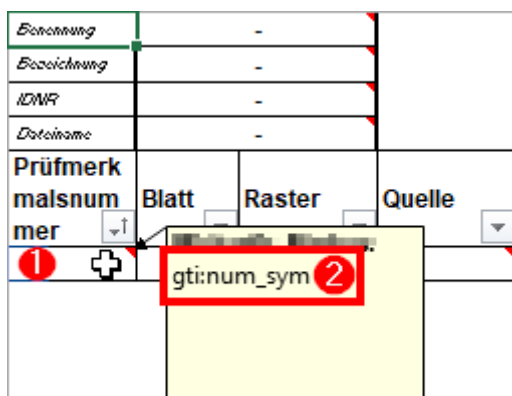 Benennung -
Bezeichnung -
IDNR -
Dateiname -
Prüfmerk
malsnum Blatt Raster Quelle
mer
1
gti:num_sym 2